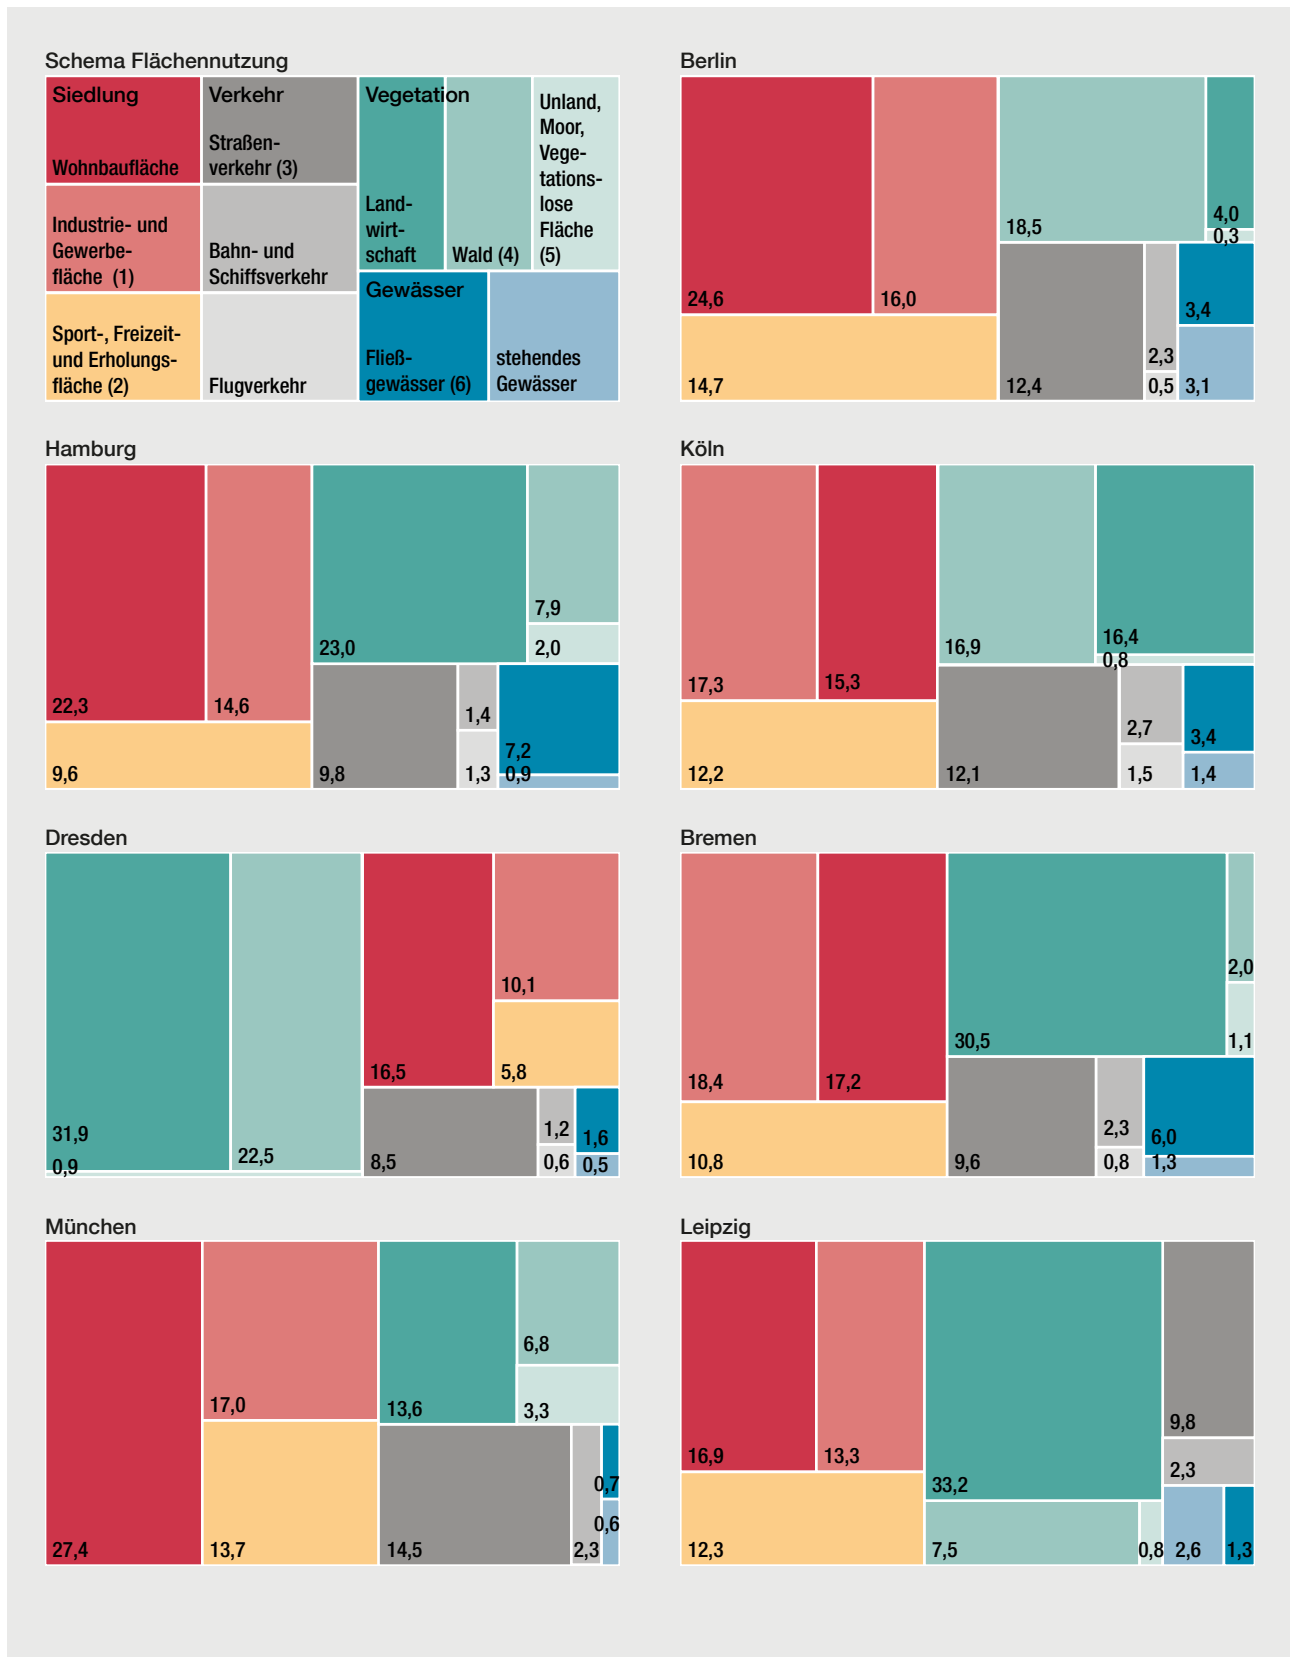 Schema Flächennutzung
Siedlung
Wohnbaufläche
Industrie- und
Gewerbe-
fläche (1)
Sport-, Freizeit-
und Erholungs-
fläche (2)
Verkehr
Straßen-
verkehr (3)
Bahn- und
Schiffsverkehr
Flugverkehr
Vegetation
Land-
wirt-
schaft
Wald (4)
Unland,
Moor,
Vege-
tations-
lose
Fläche
(5)
Gewässer
Fließ-
gewässer (6)
stehendes
Gewässer
Berlin
24,6
16,0
14,7
18,5
4,0
0,3
12,4
2,3
0,5
3,4
3,1
Hamburg
22,3
14,6
9,6
23,0
7,9
2,0
9,8
1,4
1,3
7,2
0,9
Köln
17,3
15,3
12,2
16,9
16,4
0,8
12,1
2,7
1,5
3,4
1,4
Dresden
31,9
0,9
22,5
16,5
10,1
5,8
8,5
1,2
0,6
1,6
0,5
Bremen
18,4
17,2
10,8
30,5
2,0
1,1
9,6
2,3
0,8
6,0
1,3
München
27,4
17,0
13,7
13,6
6,8
3,3
14,5
2,3
0,7
0,6
Leipzig
16,9
13,3
12,3
33,2
7,5
0,8
9,8
2,3
2,6
1,3